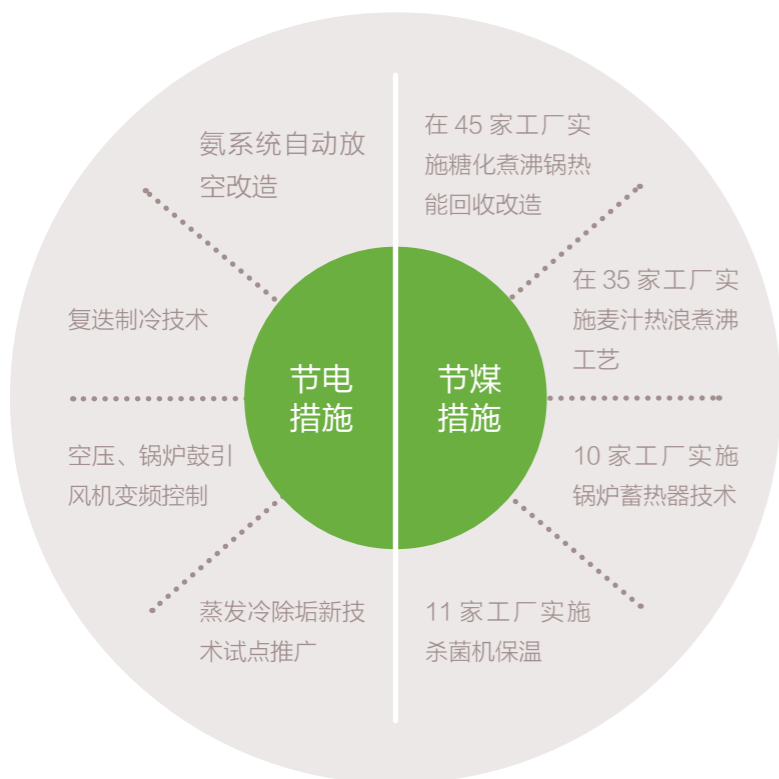 氨系统自动放
空改造
复迭制冷技术
空压、锅炉鼓引
风机变频控制
蒸发冷除垢新技
术试点推广
节电
措施
节煤
措施
在 45 家工厂实
施糖化煮沸锅热
能回收改造
在 35 家工厂实
施麦汁热浪煮沸
工艺
10 家工厂实施
锅炉蓄热器技术
11 家工厂实施
杀菌机保温